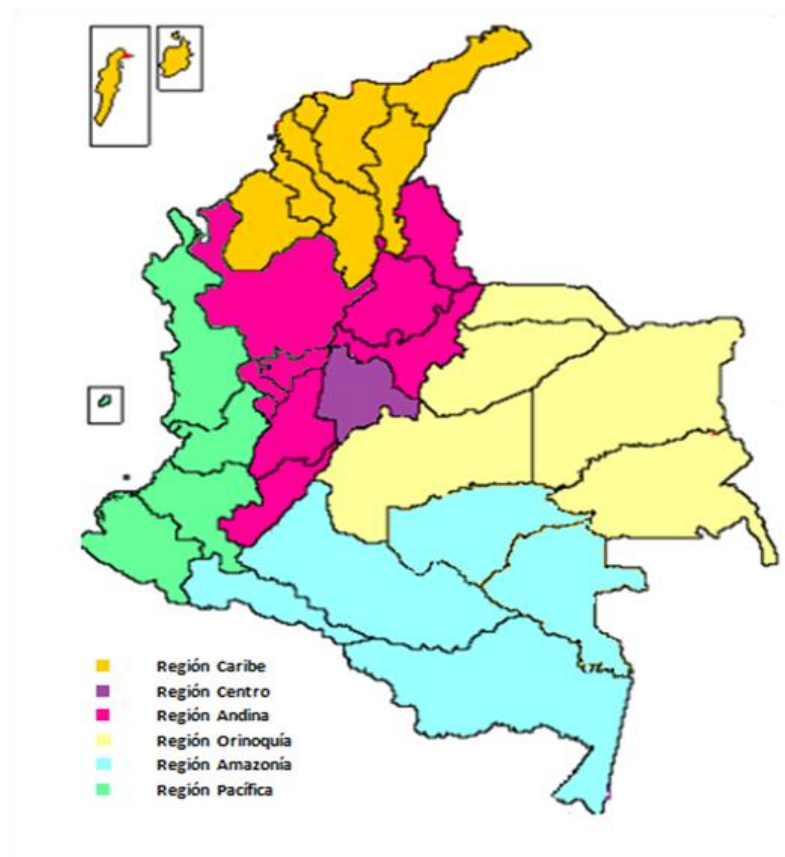 Región Caribe
Región Centro
Región Andina
Región Orinoquía
Región Amazonía
Región Pacífica